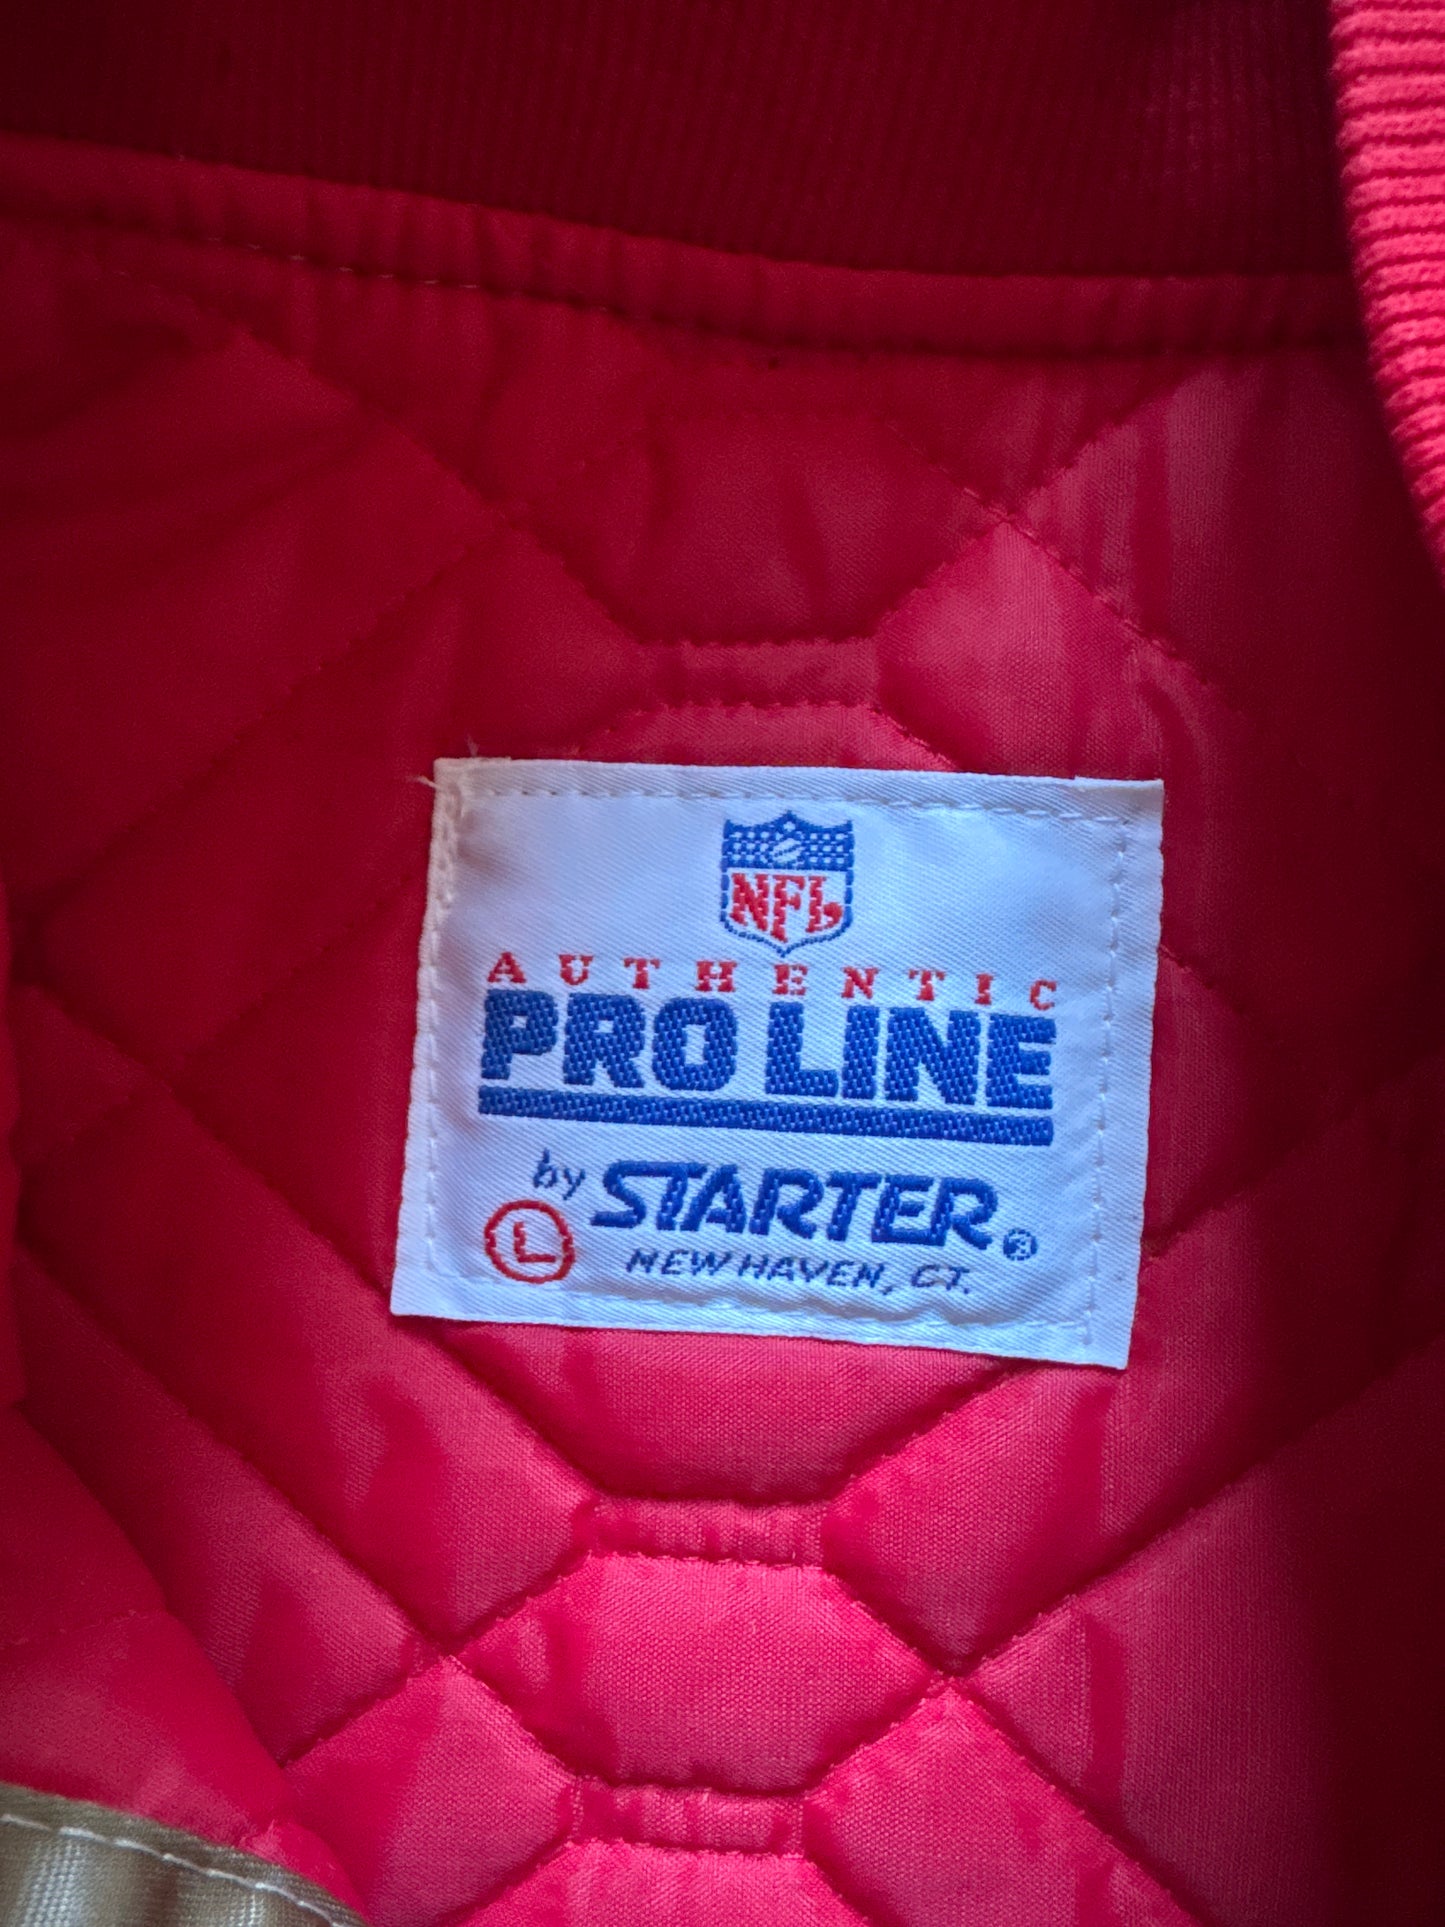 NFL
AUTHENTIC
PRO LINE
by STARTER®
L
NEW HAVEN, CT.